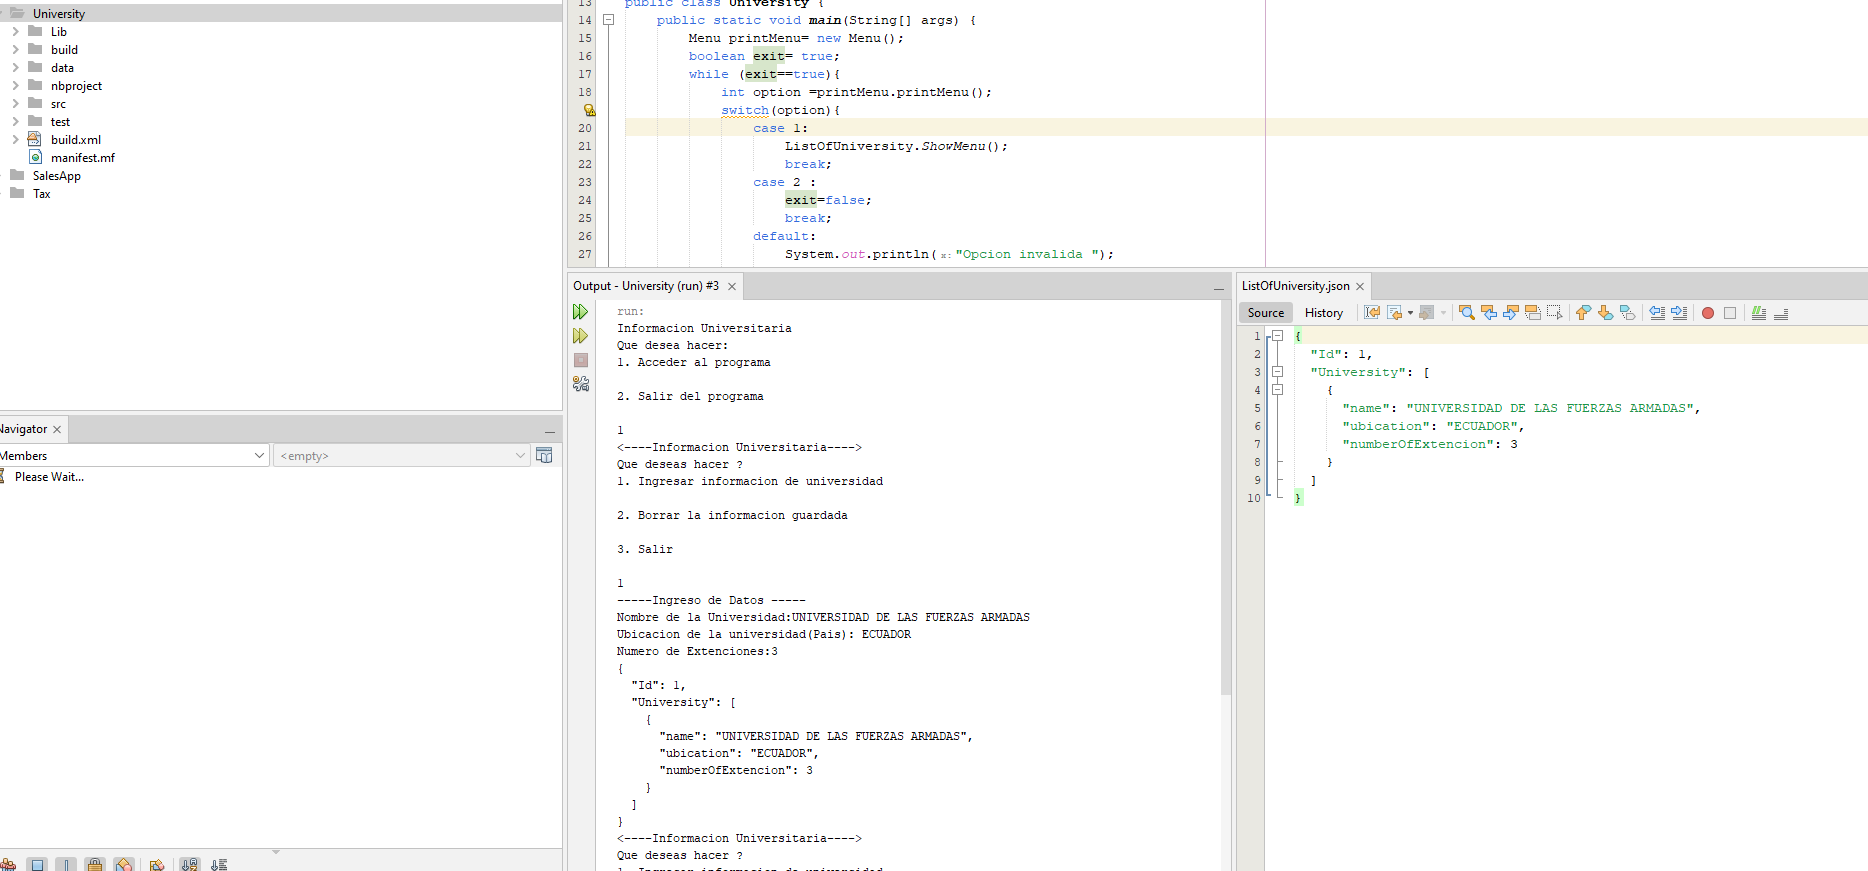 University
Lib
build
data
nbproject
src
test
build.xml
manifest.mf
SalesApp
Tax
Navigator
Members
<empty>
Please Wait...
13 public class University {
14 public static void main(String[] args) {
15 Menu printMenu= new Menu();
16 boolean exit= true;
17 while (exit==true){
18 int option =printMenu.printMenu();
switch(option){
20 case 1:
21 ListOfUniversity.ShowMenu();
22 break;
23 case 2 :
24 exit=false;
25 break;
26 default:
27 System.out.println(x: "Opcion invalida ");
Output - University (run) #3
run:
Informacion Universitaria
Que desea hacer:
1. Acceder al programa
2. Salir del programa
1
<----Informacion Universitaria---->
Que deseas hacer ?
1. Ingresar informacion de universidad
2. Borrar la informacion guardada
3. Salir
1
-----Ingreso de Datos -----
Nombre de la Universidad:UNIVERSIDAD DE LAS FUERZAS ARMADAS
Ubicacion de la universidad(Pais): ECUADOR
Numero de Extenciones:3
{
"Id": 1,
"University": [
{
"name": "UNIVERSIDAD DE LAS FUERZAS ARMADAS",
"ubication": "ECUADOR",
"numberOfExtencion": 3
}
]
}
<----Informacion Universitaria---->
Que deseas hacer ?
1. Ingresar informacion de universidad
ListOfUniversity.json
Source History
1 {
2 "Id": 1,
3 "University": [
4 {
5 "name": "UNIVERSIDAD DE LAS FUERZAS ARMADAS",
6 "ubication": "ECUADOR",
7 "numberOfExtencion": 3
8 }
9 ]
10 }